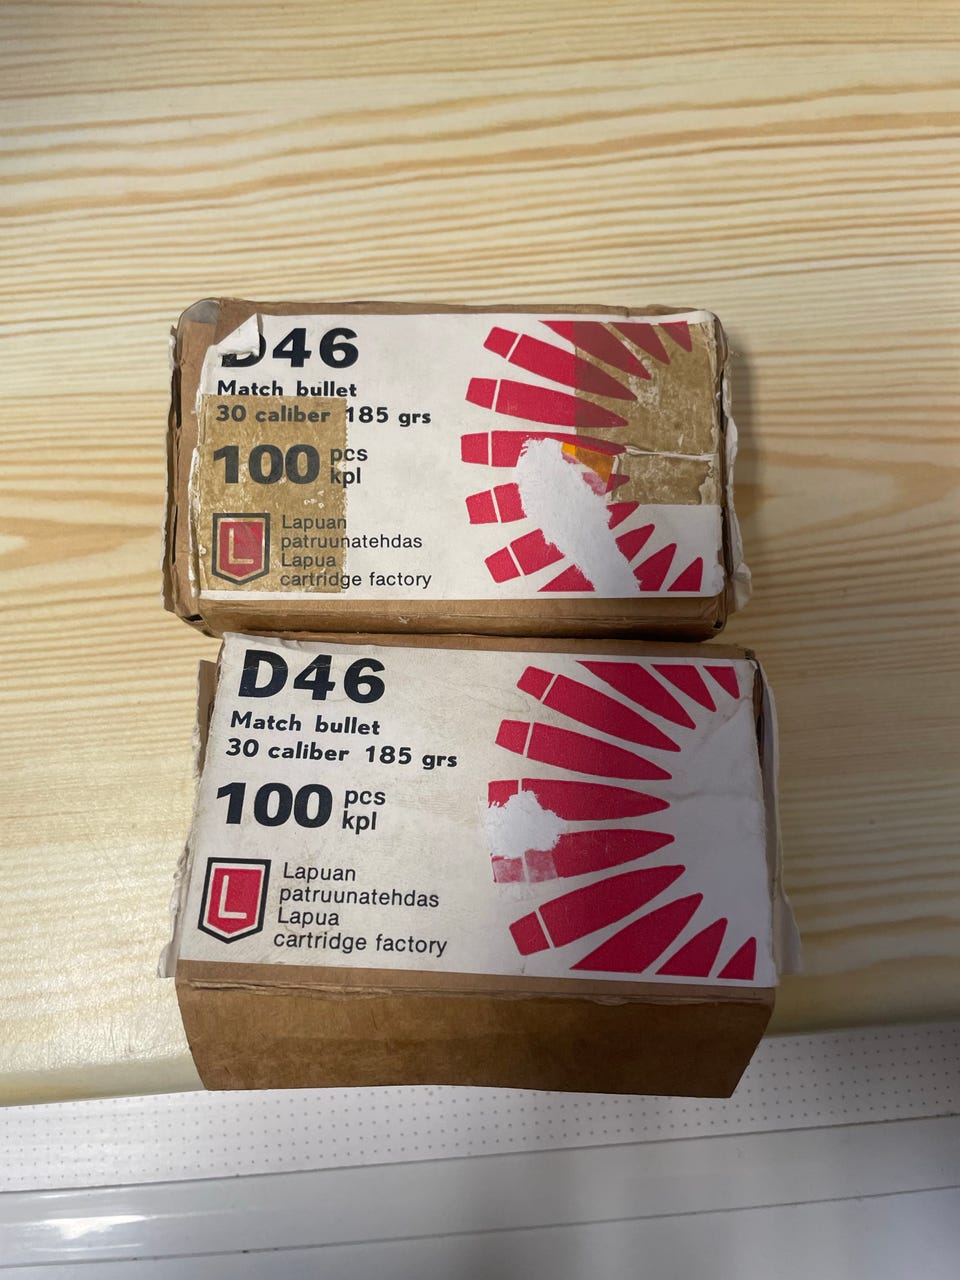 D46
Match bullet
30 caliber 185 grs
100 pcs
kpl
L
Lapuan
patruunatehdas
Lapua
cartridge factory
D46
Match bullet
30 caliber 185 grs
100 pcs
kpl
L
Lapuan
patruunatehdas
Lapua
cartridge factory